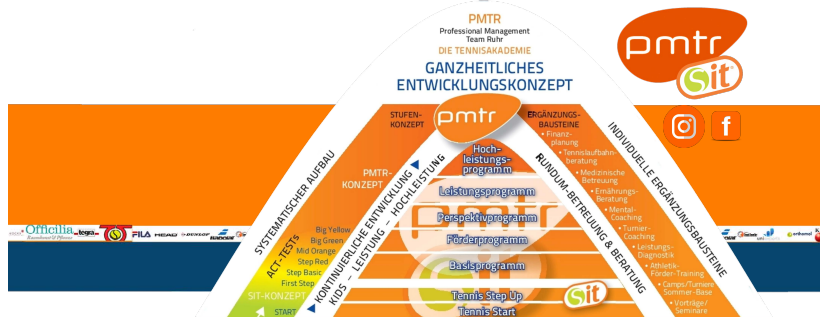 PMTR
Professional Management
Team Ruhr
DIE TENNISAKADEMIE
GANZHEITLICHES
ENTWICKLUNGSKONZEPT
pmtr
sit
STUFEN-
KONZEPT
pmtr
ERGÄNZUNGS-
BAUSTEINE
SYSTEMATISCHER AUFBAU
PMTR-
KONZEPT
ACT-TESTs
Big Yellow
Big Green
Mid Orange
Step Red
Step Basic
First Step
SIT-KONZEPT
START
KONTINUIERLICHE ENTWICKLUNG
KIDS – LEISTUNG – HOCHLEISTUNG
Hoch-
leistungs-
programm
Leistungsprogramm
Perspektivprogramm
Förderprogramm
Basisprogramm
Tennis Step Up
Tennis Start
pmtr
sit
RUNDUM-BETREUUNG & BERATUNG
• Finanz-
planung
• Tennislaufbahn-
beratung
• Medizinische
Betreuung
• Ernährungs-
Beratung
• Mental-
Coaching
• Turnier-
Coaching
• Leistungs-
Diagnostik
• Athletik-
Förder-Training
• Camps/Turniere
Sommer-Base
• Vorträge/
Seminare
INDIVIDUELLE ERGÄNZUNGSBAUSTEINE
Officilia
tegra
FILA
HEAD
DUNLOP